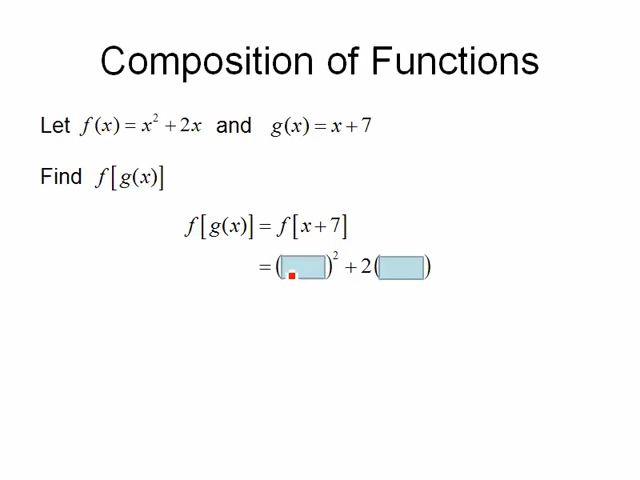 Composition of Functions
Let f(x) = x² + 2x and g(x) = x + 7
Find f[g(x)]
f[g(x)] = f[x + 7]
= ( )² + 2( )